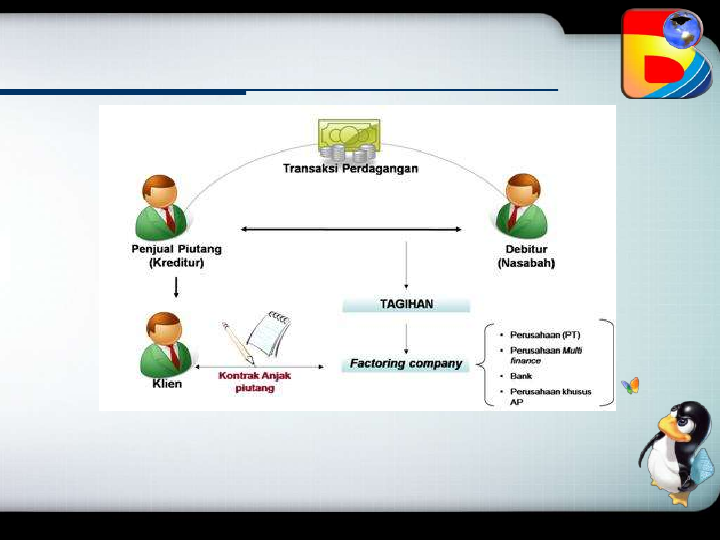 Transaksi Perdagangan
Penjual Piutang
(Kreditur)
Debitur
(Nasabah)
TAGIHAN
Klien
Kontrak Anjak
piutang
Factoring company
• Perusahaan (PT)
• Perusahaan Multi
finance
• Bank
• Perusahaan khusus
AP